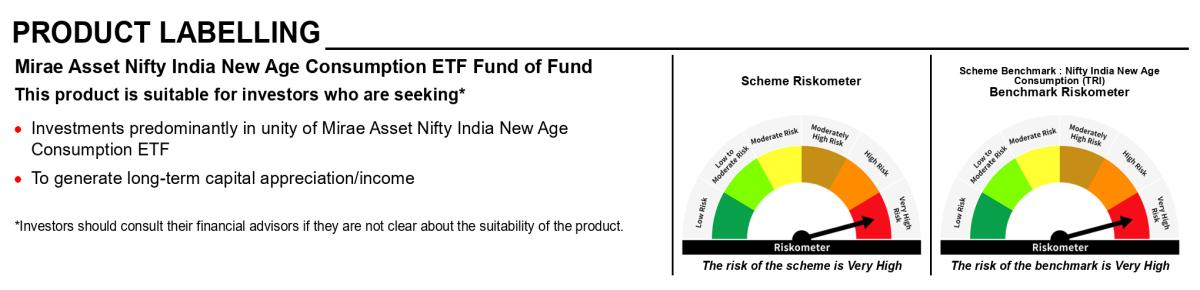 PRODUCT LABELLING
Mirae Asset Nifty India New Age Consumption ETF Fund of Fund
This product is suitable for investors who are seeking*
Investments predominantly in unity of Mirae Asset Nifty India New Age
Consumption ETF
To generate long-term capital appreciation/income
*Investors should consult their financial advisors if they are not clear about the suitability of the product.
Scheme Riskometer
Low Risk
Low to
Moderate Risk
Moderate Risk
Moderately
High Risk
High Risk
Very High
Risk
Riskometer
The risk of the scheme is Very High
Scheme Benchmark : Nifty India New Age
Consumption (TRI)
Benchmark Riskometer
Low Risk
Low to
Moderate Risk
Moderate Risk
Moderately
High Risk
High Risk
Very High
Risk
Riskometer
The risk of the benchmark is Very High